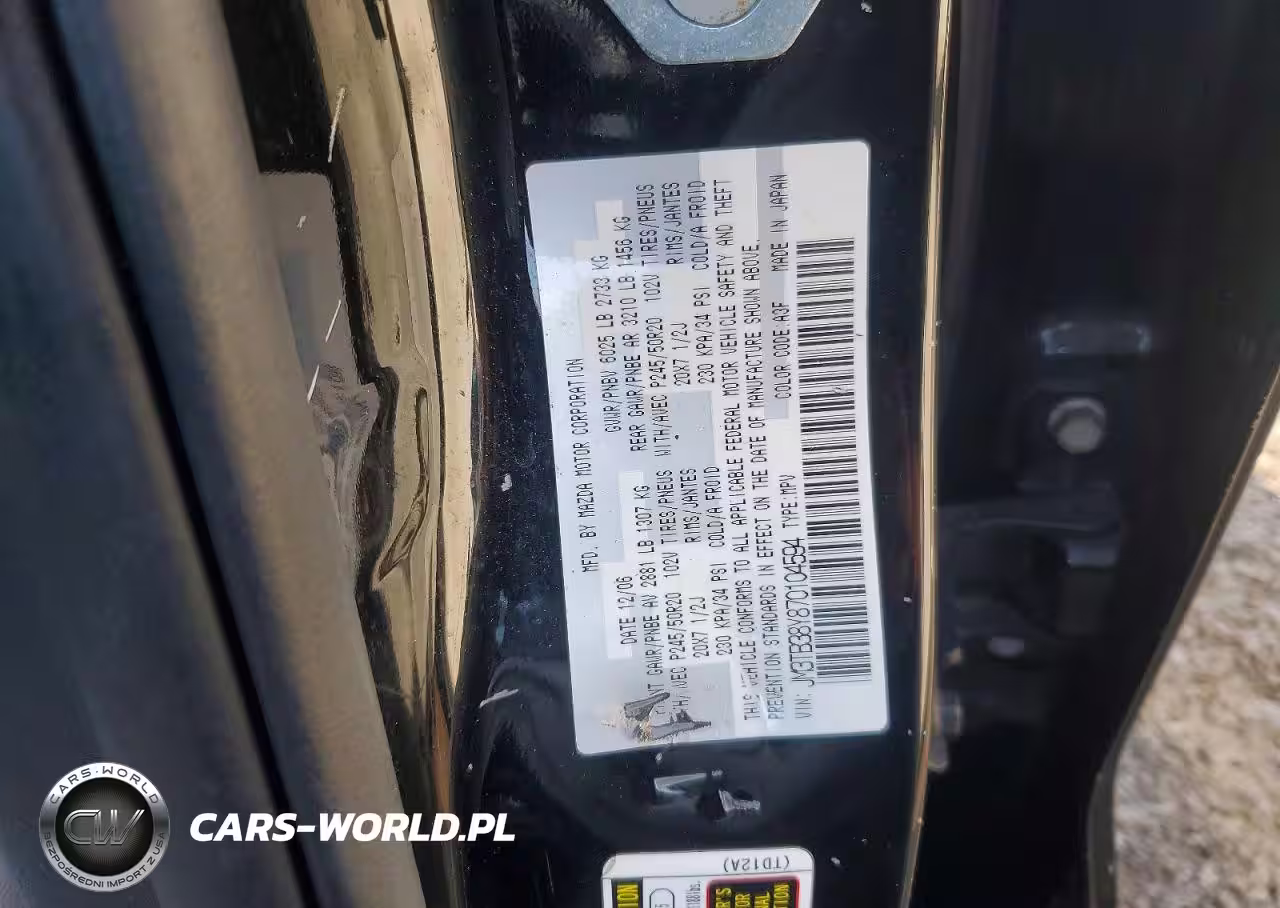 MFD. BY MAZDA MOTOR CORPORATION
DATE 12/06 GVWR/PNBV 6025 LB 2733 KG
GAWR/PNBE AV 2881 LB 1307 KG REAR GAWR/PNBE AR 3210 LB 1456 KG
P245/50R20 102V TIRES/PNEUS WITH/AVEC P245/50R20 102V TIRES/PNEUS
20X7 1/2J RIMS/JANTES 20X7 1/2J RIMS/JANTES
230 KPA/34 PSI COLD/A FROID 230 KPA/34 PSI COLD/A FROID
THIS VEHICLE CONFORMS TO ALL APPLICABLE FEDERAL MOTOR VEHICLE SAFETY AND THEFT
PREVENTION STANDARDS IN EFFECT ON THE DATE OF MANUFACTURE SHOWN ABOVE.
COLOR CODE A3F MADE IN JAPAN
VIN: JM3TB38Y870104594 TYPE:MPV
(TD12A)
CARS-WORLD
CW
BEZPOŚREDNI IMPORT Z USA
CARS-WORLD.PL